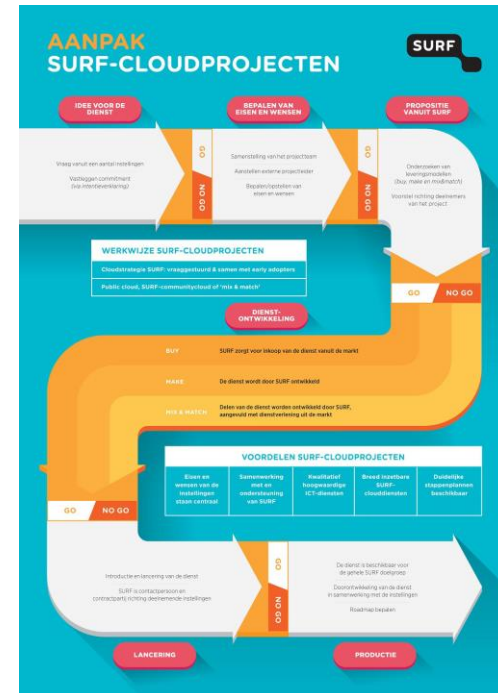 AANPAK
SURF-CLOUDPROJECTEN
SURF
IDEE VOOR DE
DIENST
BEPALEN VAN
EISEN EN WENSEN
PROPOSITIE
VANUIT SURF
Vraag vanuit een aantal instellingen
Vastleggen commitment
(via intentieverklaring)
GO
NO GO
Samenstelling van het projectteam
Aanstellen externe projectleider
Bepalen/opstellen van
eisen en wensen
GO
NO GO
Onderzoeken van
leveringsmodellen
(buy, make en mix&match)
Voorstel richting deelnemers
van het project
WERKWIJZE SURF-CLOUDPROJECTEN
Cloudstrategie SURF: vraaggestuurd & samen met early adopters
Public cloud, SURF-communitycloud of 'mix & match'
GO
NO GO
DIENST-
ONTWIKKELING
BUY
SURF zorgt voor inkoop van de dienst vanuit de markt
MAKE
De dienst wordt door SURF ontwikkeld
MIX & MATCH
Delen van de dienst worden ontwikkeld door SURF,
aangevuld met dienstverlening uit de markt
VOORDELEN SURF-CLOUDPROJECTEN
Eisen en
wensen van de
instellingen
staan centraal
Samenwerking
met en
ondersteuning
van SURF
Kwalitatief
hoogwaardige
ICT-diensten
Breed inzetbare
SURF-
clouddiensten
Duidelijke
stappenplannen
beschikbaar
GO
NO GO
Introductie en lancering van de dienst
SURF is contactpersoon en
contractpartij richting deelnemende instellingen
GO
NO GO
De dienst is beschikbaar voor
de gehele SURF doelgroep
Doorontwikkeling van de dienst
in samenwerking met de instellingen
Roadmap bepalen
LANCERING
PRODUCTIE